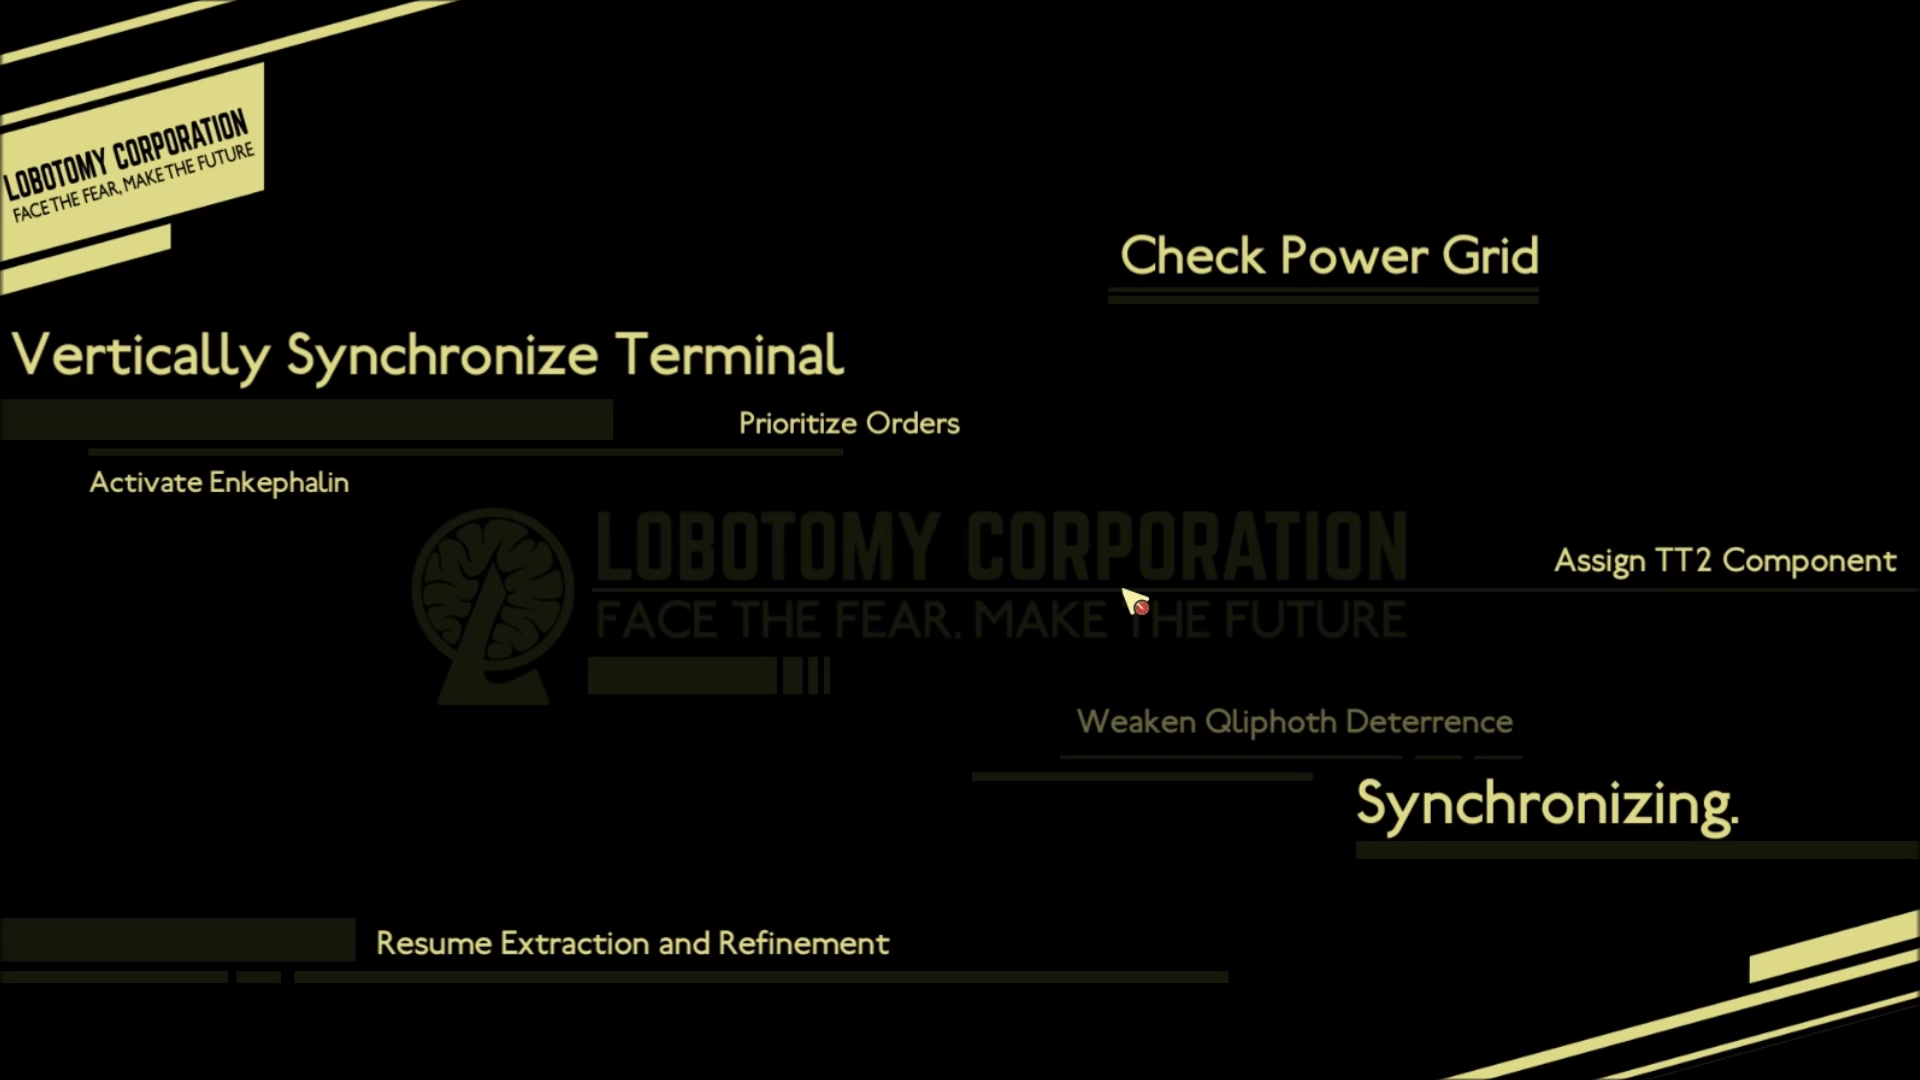 LOBOTOMY CORPORATION
FACE THE FEAR, MAKE THE FUTURE
Check Power Grid
Vertically Synchronize Terminal
Prioritize Orders
Activate Enkephalin
LOBOTOMY CORPORATION
FACE THE FEAR. MAKE THE FUTURE
Assign TT2 Component
Weaken Qliphoth Deterrence
Synchronizing.
Resume Extraction and Refinement